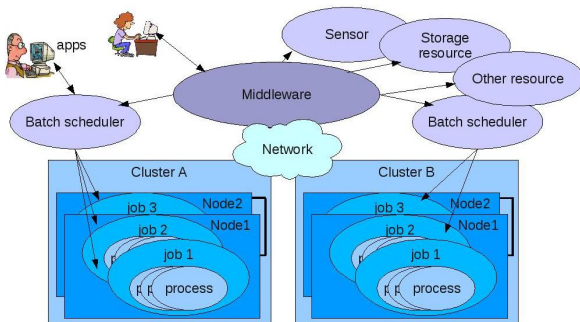 apps
Sensor
Storage
resource
Other resource
Middleware
Batch scheduler
Batch scheduler
Network
Cluster A
Node2
job 3
Node1
job 2
p
job 1
p
p
p
process
Cluster B
Node2
job 3
Node1
job 2
p
job 1
p
p
p
process